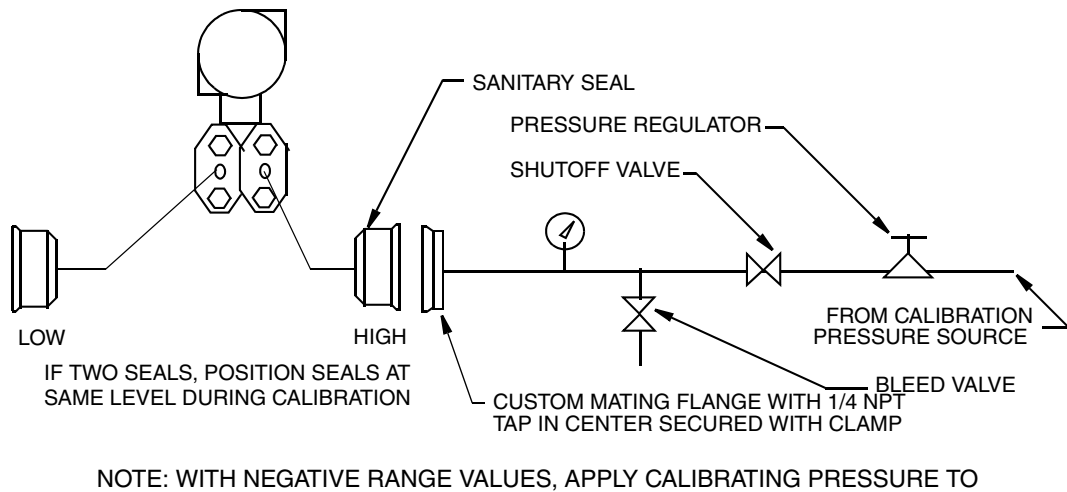 SANITARY SEAL
PRESSURE REGULATOR
SHUTOFF VALVE
LOW
HIGH
FROM CALIBRATION
PRESSURE SOURCE
IF TWO SEALS, POSITION SEALS AT
SAME LEVEL DURING CALIBRATION
BLEED VALVE
CUSTOM MATING FLANGE WITH 1/4 NPT
TAP IN CENTER SECURED WITH CLAMP
NOTE: WITH NEGATIVE RANGE VALUES, APPLY CALIBRATING PRESSURE TO